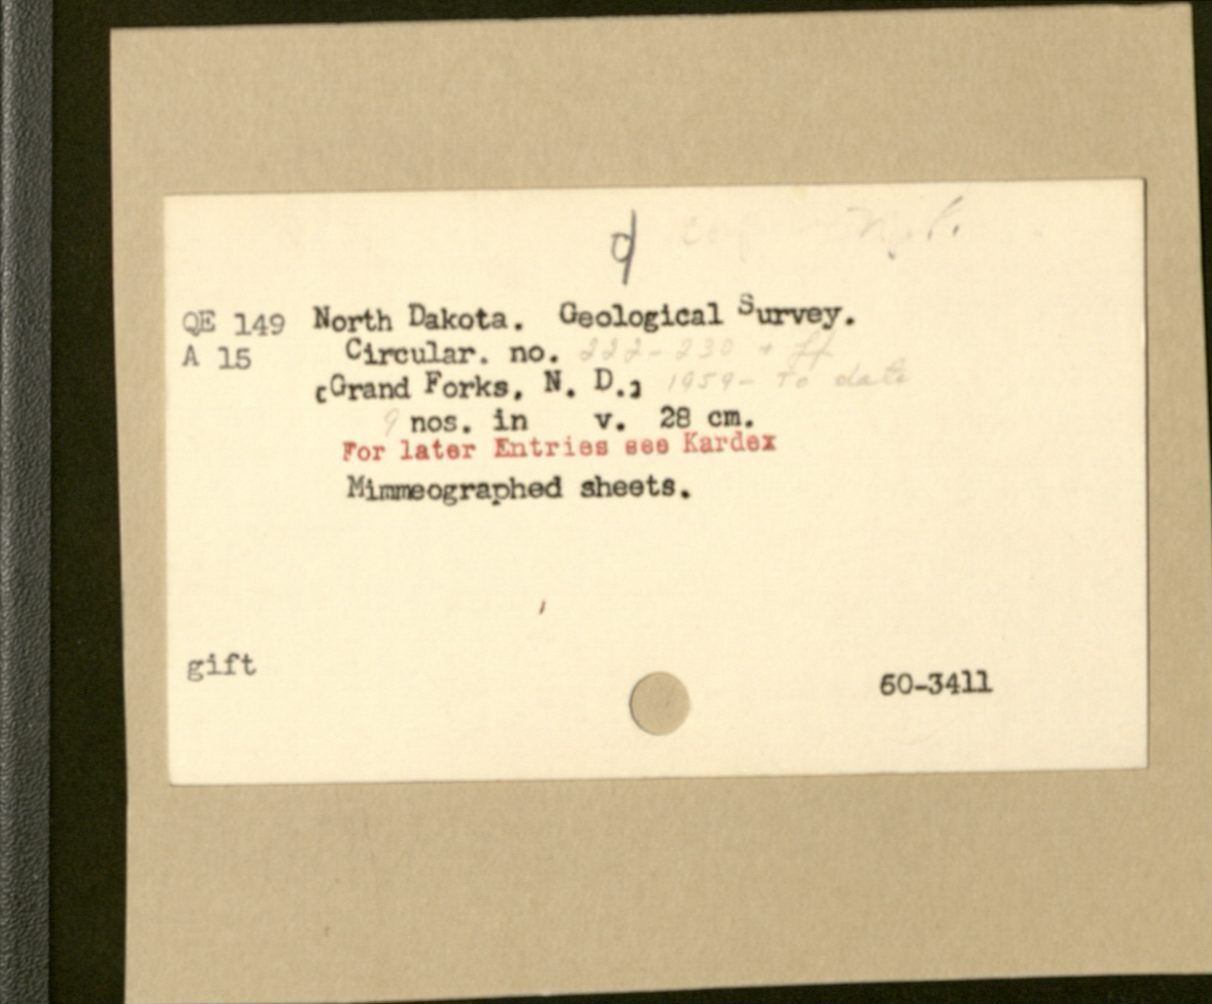 d
QE 149 North Dakota. Geological Survey.
A 15 Circular. no. 222-230 + ff
[Grand Forks, N. D.] 1959- to date
9 nos. in v. 28 cm.
For later Entries see Kardex
Mimmeographed sheets.
gift
60-3411